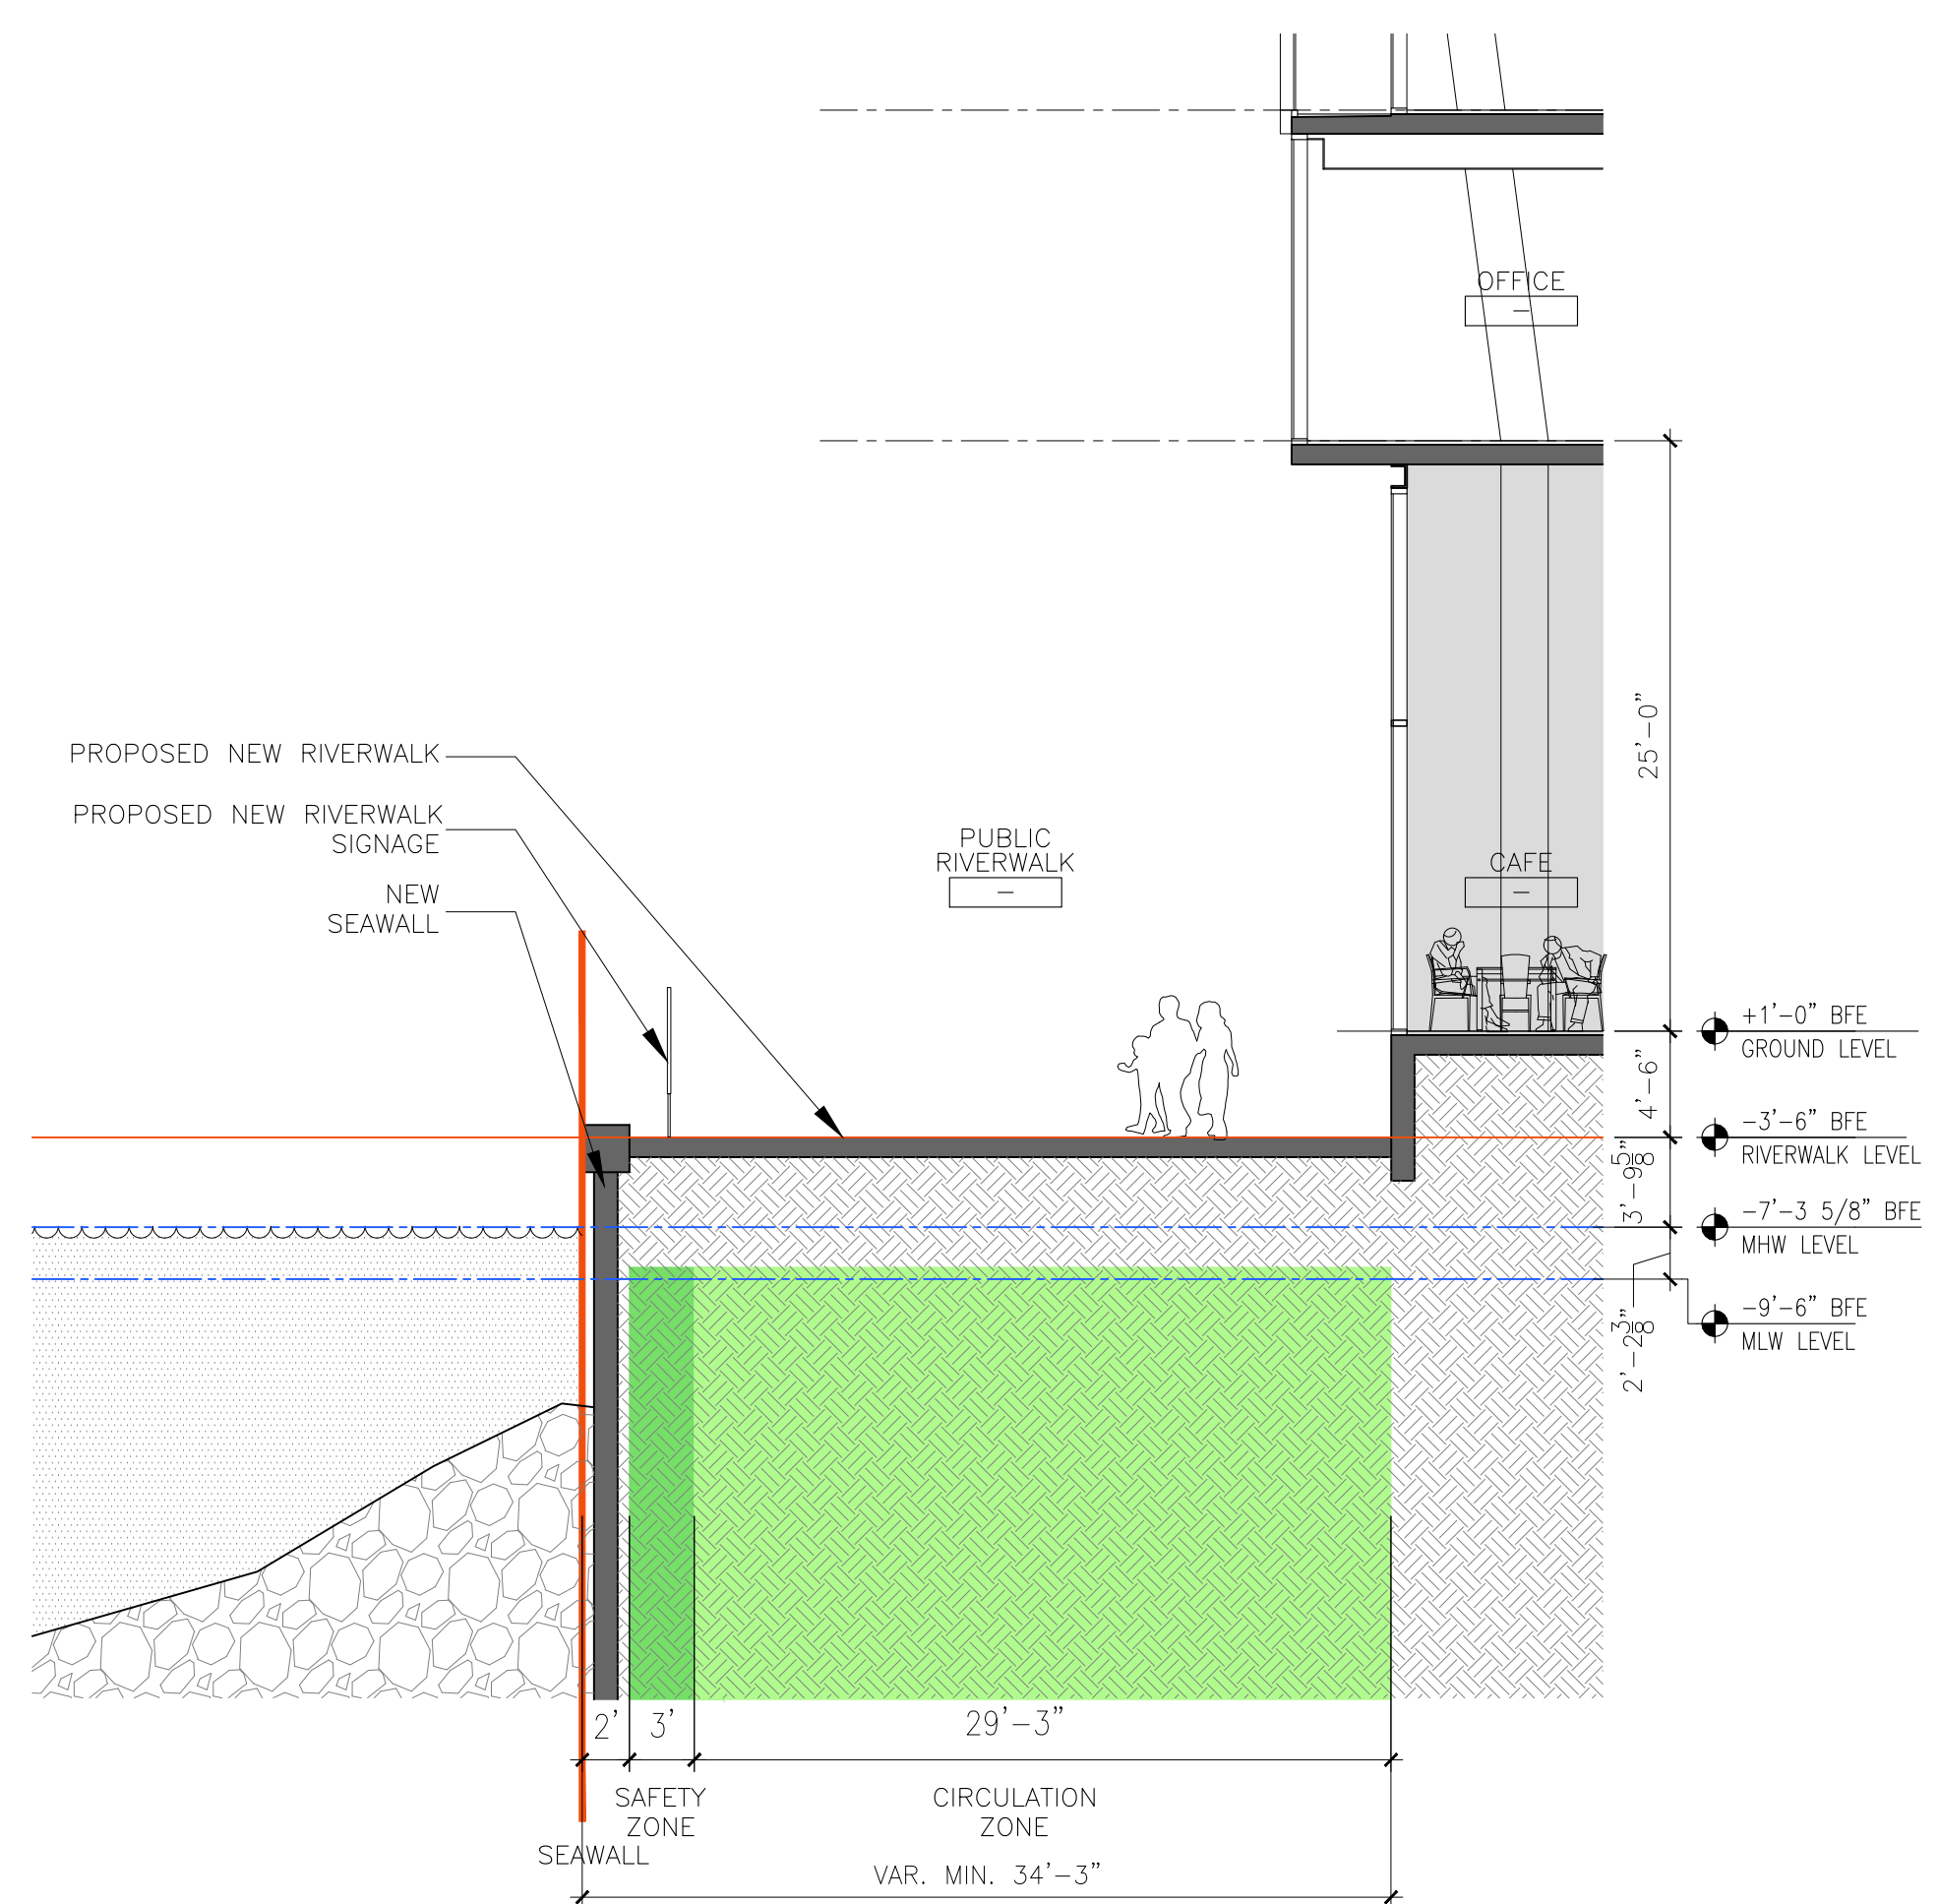 OFFICE
–
25'-0"
PROPOSED NEW RIVERWALK
PROPOSED NEW RIVERWALK
SIGNAGE
NEW
SEAWALL
PUBLIC
RIVERWALK
–
CAFE
–
+1'-0" BFE
GROUND LEVEL
4'-6"
-3'-6" BFE
RIVERWALK LEVEL
3'-9 5/8"
-7'-3 5/8" BFE
MHW LEVEL
2'-2 3/8"
-9'-6" BFE
MLW LEVEL
2' 3' 29'-3"
SAFETY
ZONE
CIRCULATION
ZONE
SEAWALL
VAR. MIN. 34'-3"